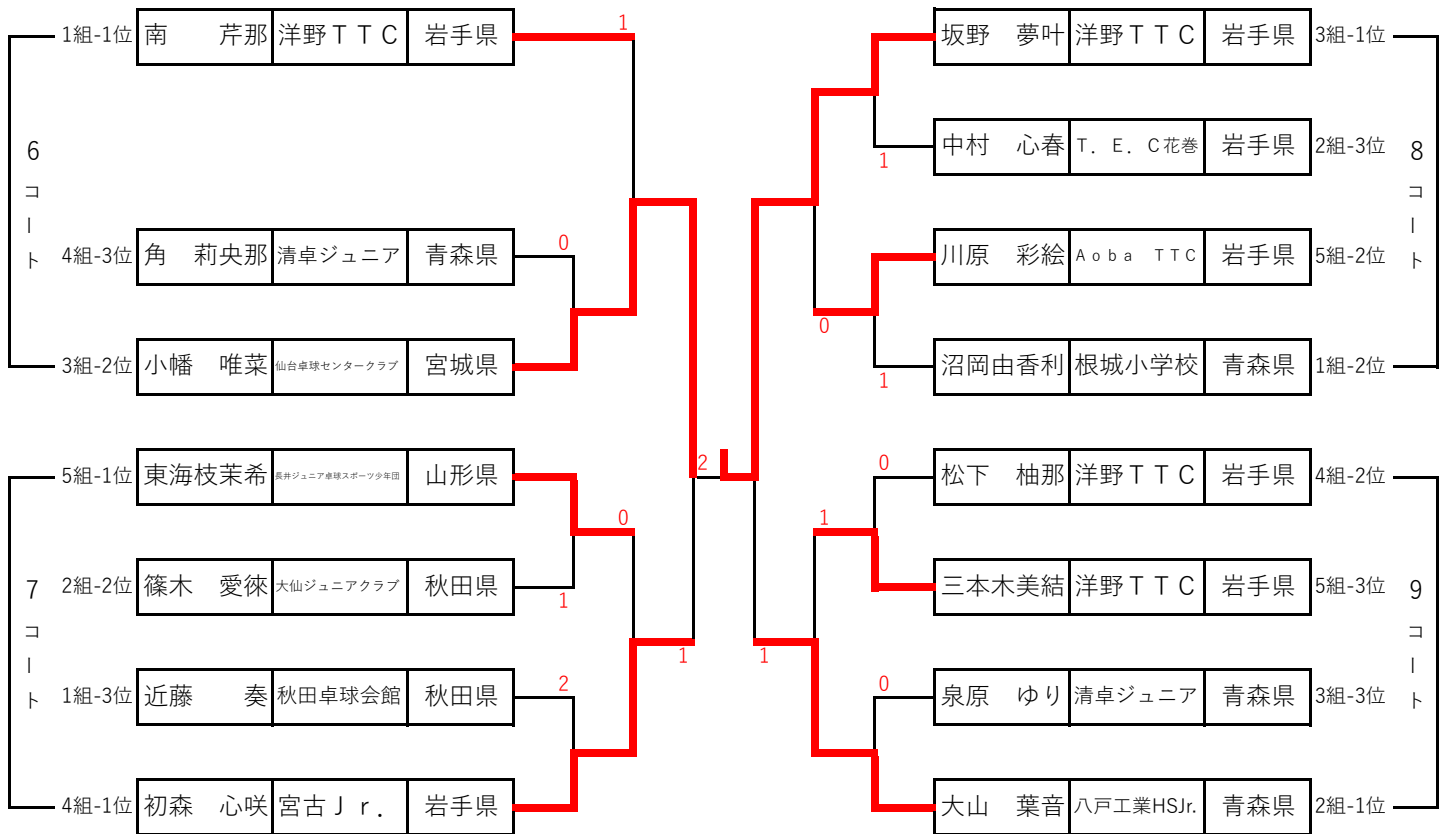 1
1組-1位 南　芹那 洋野ＴＴＣ 岩手県
6コート
0
4組-3位 角　莉央那 清卓ジュニア 青森県
3組-2位 小幡　唯菜 仙台卓球センタークラブ 宮城県
5組-1位 東海枝茉希 長井ジュニア卓球スポーツ少年団 山形県
0
7コート
2組-2位 篠木　愛徠 大仙ジュニアクラブ 秋田県
1
1
2
1組-3位 近藤　奏 秋田卓球会館 秋田県
4組-1位 初森　心咲 宮古Ｊｒ． 岩手県
2
坂野　夢叶 洋野ＴＴＣ 岩手県 3組-1位
8コート
中村　心春 Ｔ．Ｅ．Ｃ花巻 岩手県 2組-3位
1
川原　彩絵 Ａｏｂａ　ＴＴＣ 岩手県 5組-2位
0
沼岡由香利 根城小学校 青森県 1組-2位
1
0
松下　柚那 洋野ＴＴＣ 岩手県 4組-2位
1
9コート
三本木美結 洋野ＴＴＣ 岩手県 5組-3位
1
0
泉原　ゆり 清卓ジュニア 青森県 3組-3位
大山　葉音 八戸工業HSJr. 青森県 2組-1位